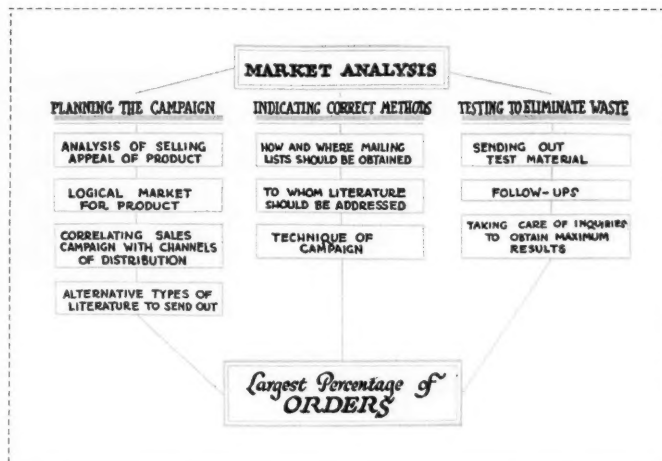 MARKET ANALYSIS
PLANNING THE CAMPAIGN
ANALYSIS OF SELLING
APPEAL OF PRODUCT
LOGICAL MARKET
FOR PRODUCT
CORRELATING SALES
CAMPAIGN WITH CHANNELS
OF DISTRIBUTION
ALTERNATIVE TYPES OF
LITERATURE TO SEND OUT
INDICATING CORRECT METHODS
HOW AND WHERE MAILING
LISTS SHOULD BE OBTAINED
TO WHOM LITERATURE
SHOULD BE ADDRESSED
TECHNIQUE OF
CAMPAIGN
TESTING TO ELIMINATE WASTE
SENDING OUT
TEST MATERIAL
FOLLOW-UPS
TAKING CARE OF INQUIRIES
TO OBTAIN MAXIMUM
RESULTS
Largest Percentage of
ORDERS